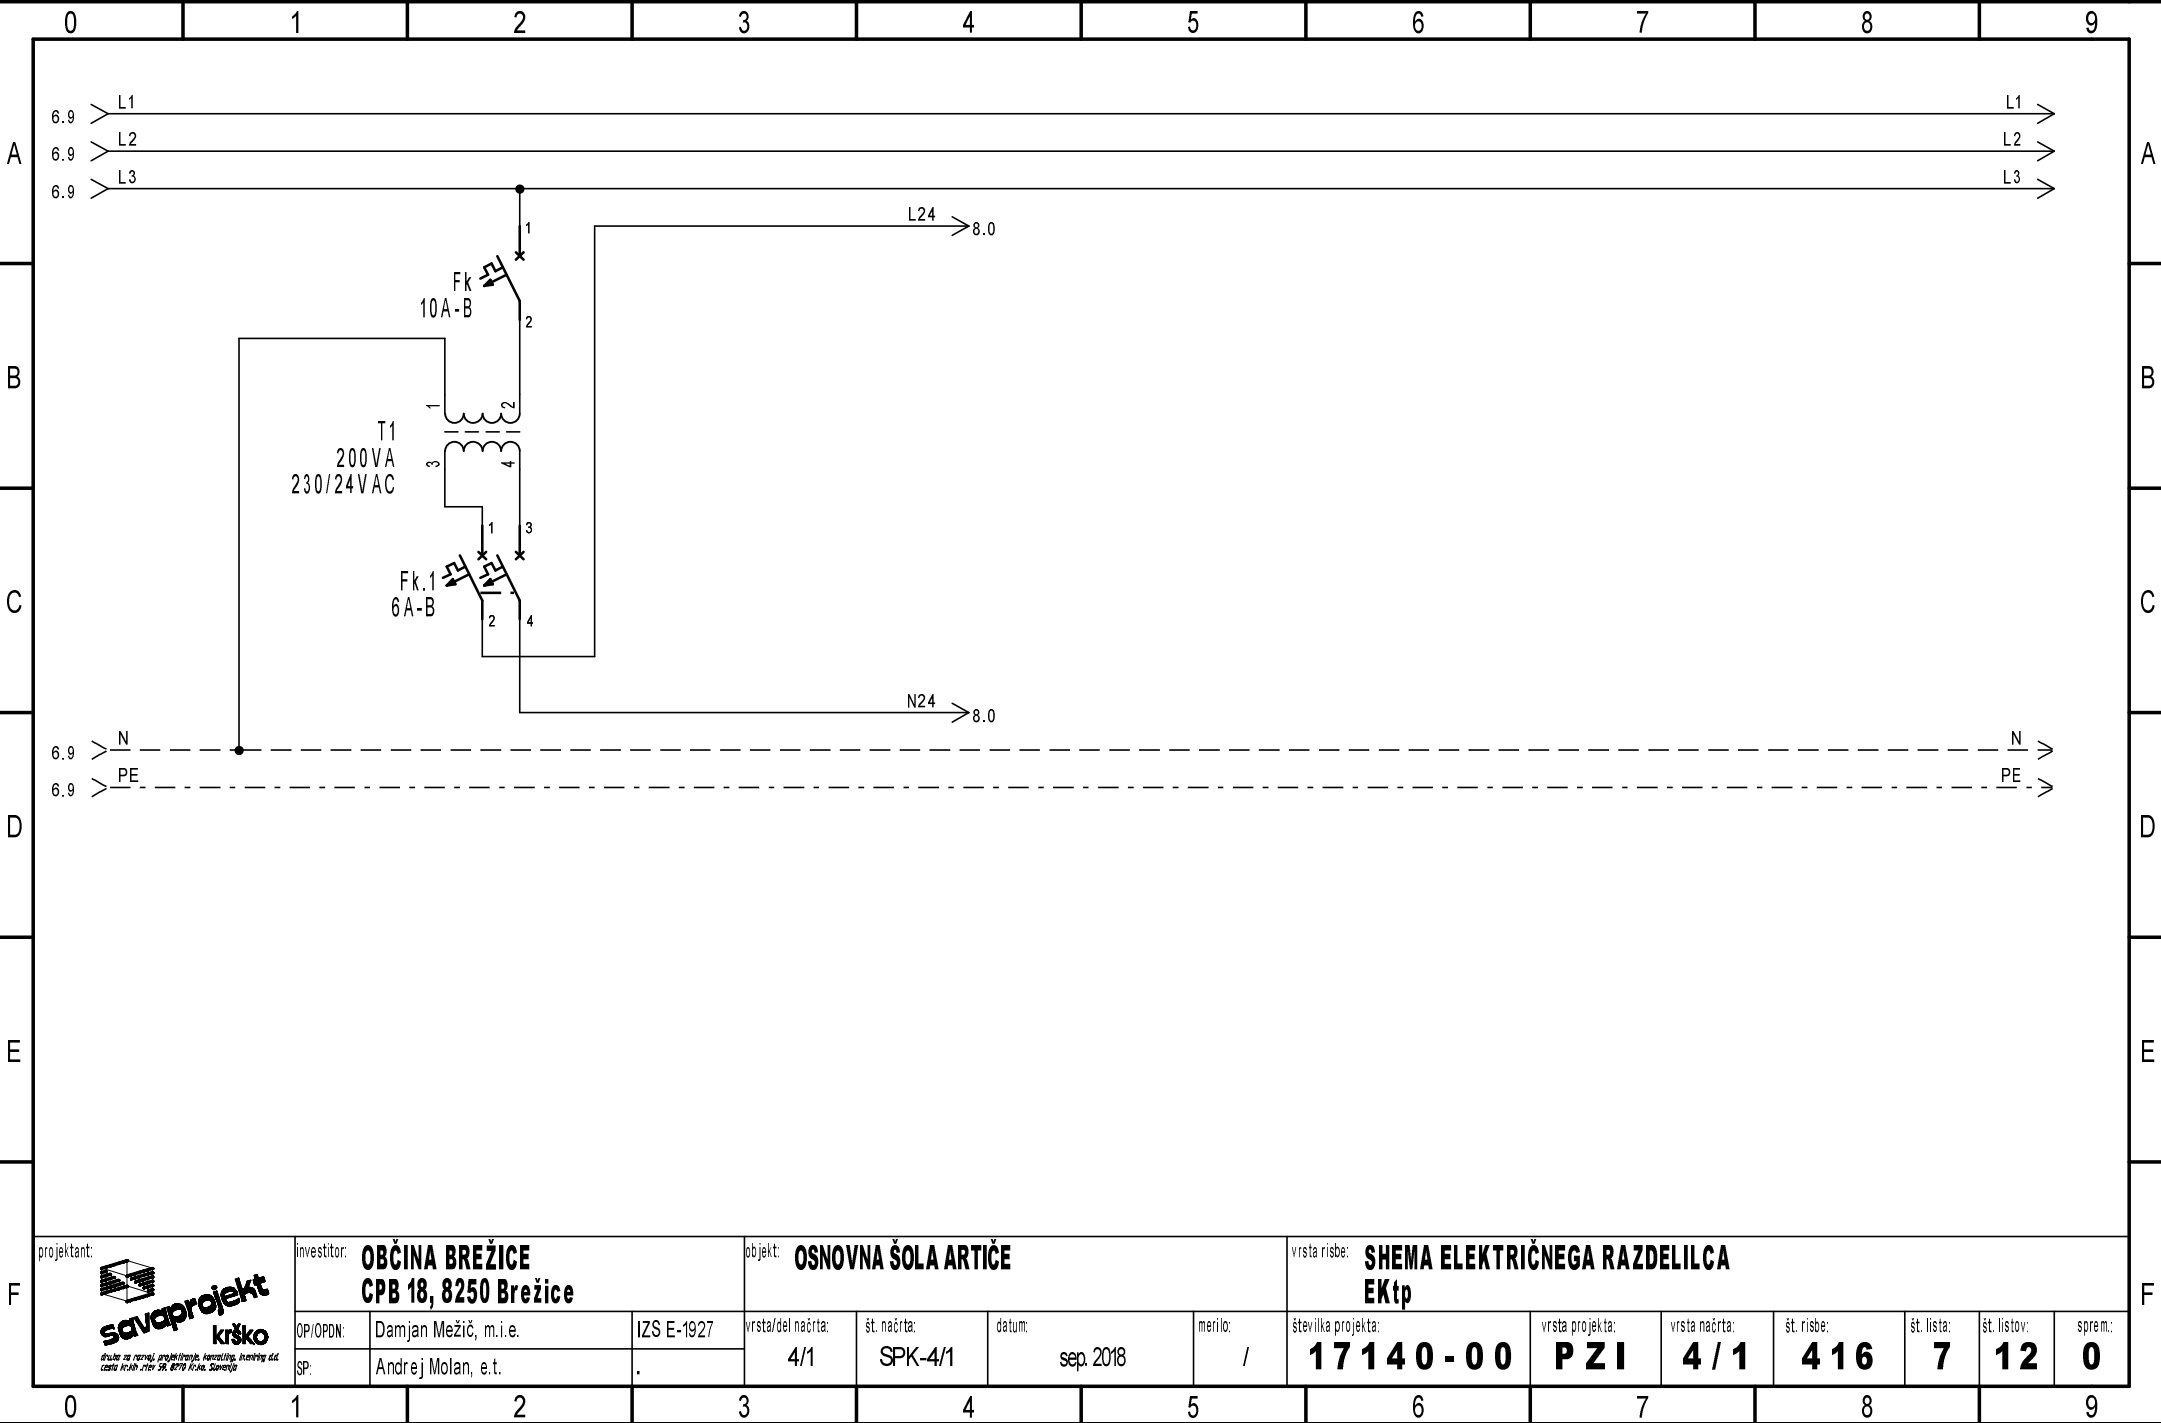 0 1 2 3 4 5 6 7 8 9
6.9 L1 L1
A 6.9 L2 L2 A
6.9 L3 L3
L24 8.0
1
Fk
10A-B
2
B B
1 2
T1
200VA
230/24VAC
3 4
1 3
Fk.1
6A-B
2 4
C C
N24 8.0
6.9 N N
6.9 PE PE
D D
E E
F F
projektant:
savaprojekt
krško
investitor: OBČINA BREŽICE
CPB 18, 8250 Brežice
OP/OPDN: Damjan Mežič, m.i.e. IZS E-1927
SP: Andrej Molan, e.t. .
objekt: OSNOVNA ŠOLA ARTIČE
vrsta/del načrta: 4/1
št. načrta: SPK-4/1
datum: sep. 2018
merilo: /
vrsta risbe: SHEMA ELEKTRIČNEGA RAZDELILCA
EKtp
številka projekta: 17140-00
vrsta projekta: PZI
vrsta načrta: 4/1
št. risbe: 416
št. lista: 7
št. listov: 12
sprem.: 0
0 1 2 3 4 5 6 7 8 9